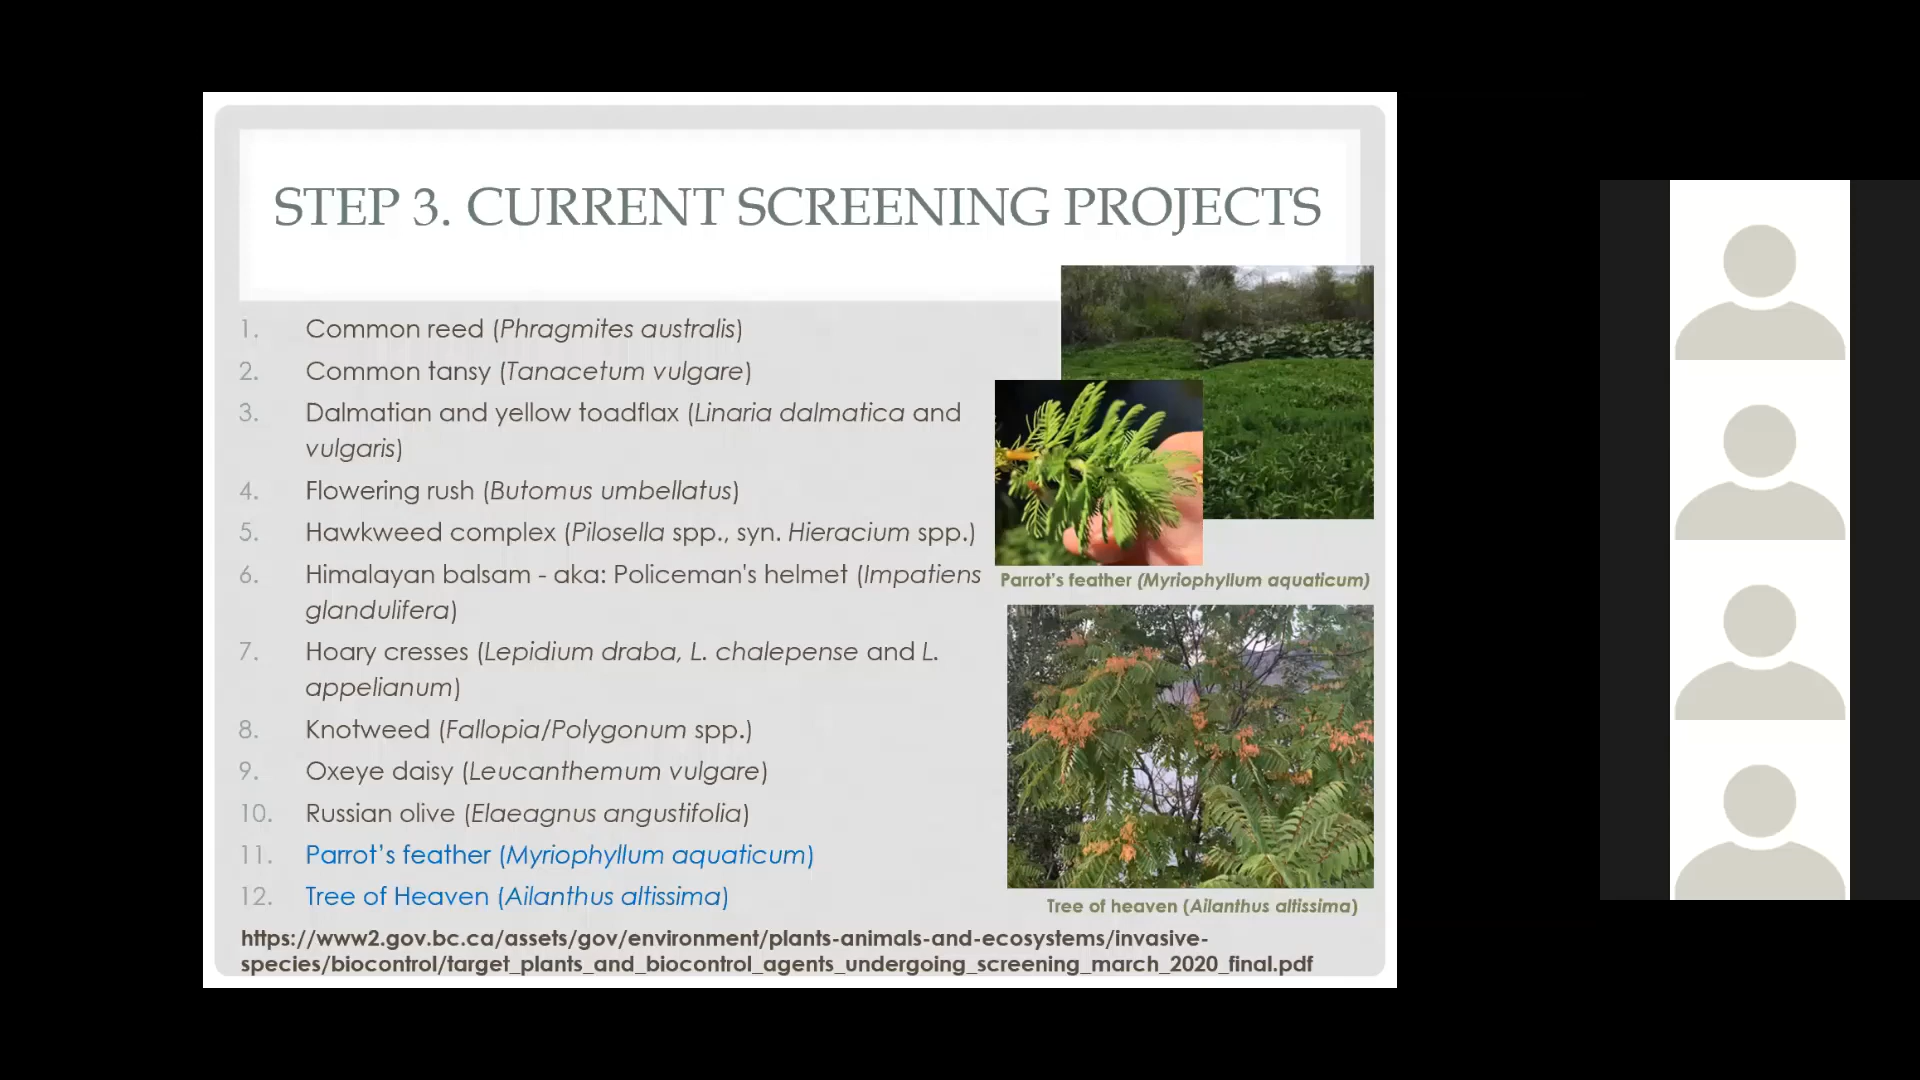 STEP 3. CURRENT SCREENING PROJECTS
1. Common reed (Phragmites australis)
2. Common tansy (Tanacetum vulgare)
3. Dalmatian and yellow toadflax (Linaria dalmatica and
vulgaris)
4. Flowering rush (Butomus umbellatus)
5. Hawkweed complex (Pilosella spp., syn. Hieracium spp.)
6. Himalayan balsam - aka: Policeman's helmet (Impatiens
glandulifera)
7. Hoary cresses (Lepidium draba, L. chalepense and L.
appelianum)
8. Knotweed (Fallopia/Polygonum spp.)
9. Oxeye daisy (Leucanthemum vulgare)
10. Russian olive (Elaeagnus angustifolia)
11. Parrot’s feather (Myriophyllum aquaticum)
12. Tree of Heaven (Ailanthus altissima)
Parrot’s feather (Myriophyllum aquaticum)
Tree of heaven (Ailanthus altissima)
https://www2.gov.bc.ca/assets/gov/environment/plants-animals-and-ecosystems/invasive-
species/biocontrol/target_plants_and_biocontrol_agents_undergoing_screening_march_2020_final.pdf